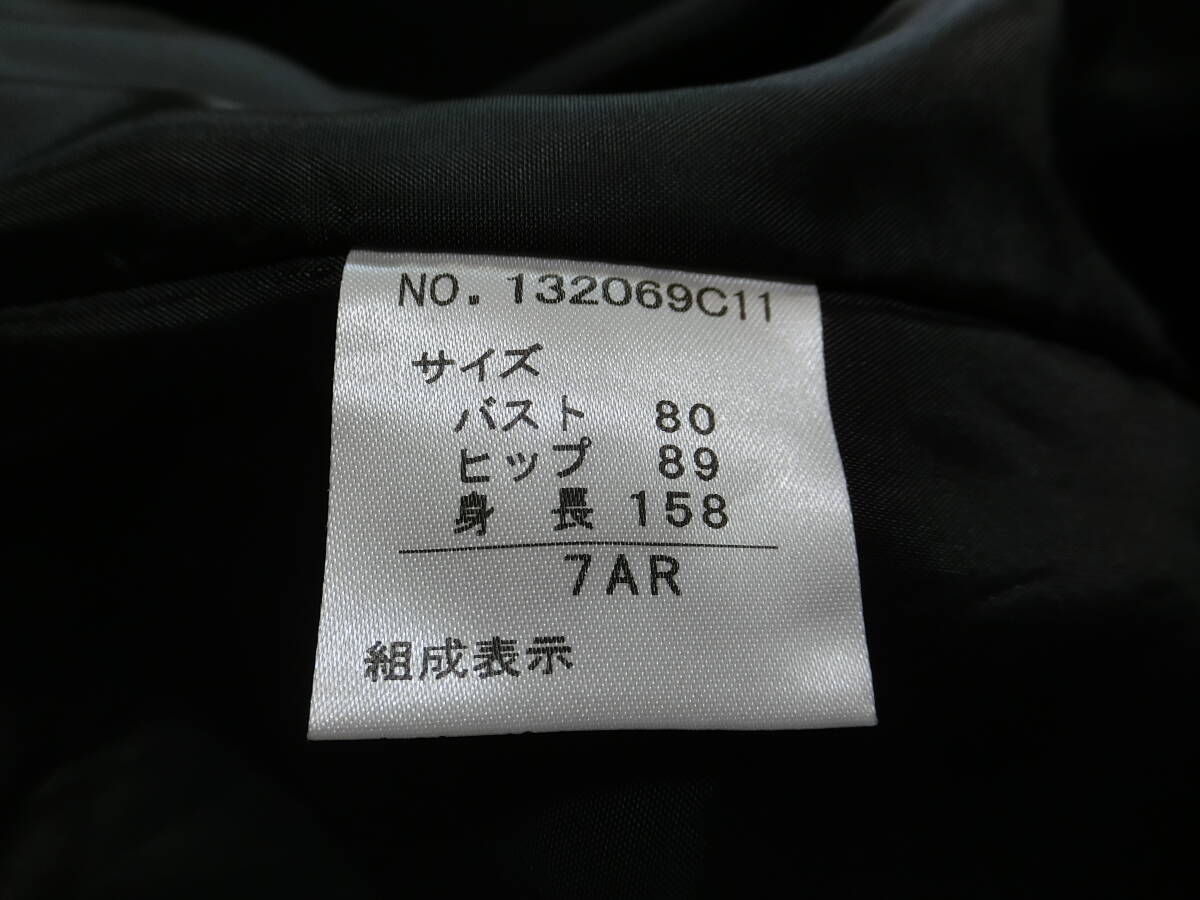 NO. 132069C11
サイズ
バスト 80
ヒップ 89
身 長 158
7AR
組成表示